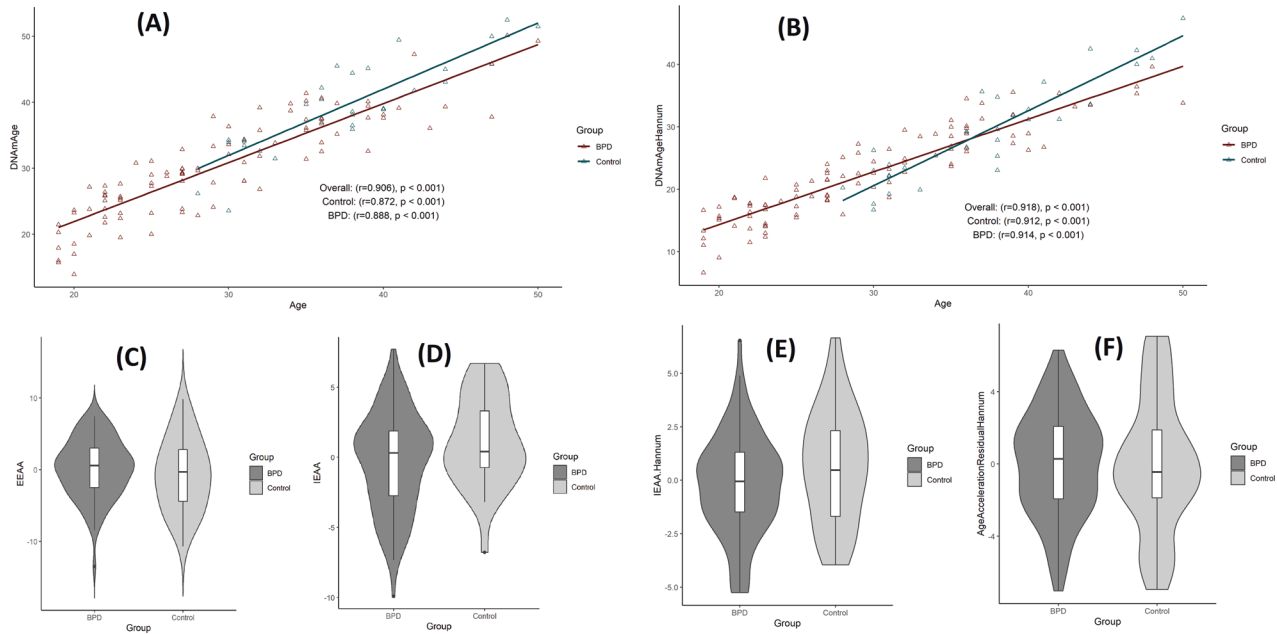 (A)
50
40
30
20
DNAmAge
20
30
40
50
Age
Group
BPD
Control
Overall: (r=0.906), p < 0.001)
Control: (r=0.872, p < 0.001)
BPD: (r=0.888, p < 0.001)
(B)
40
30
20
10
DNAmAgeHannum
20
30
40
50
Age
Group
BPD
Control
Overall: (r=0.918), p < 0.001)
Control: (r=0.912, p < 0.001)
BPD: (r=0.914, p < 0.001)
(C)
10
0
-10
EEAA
BPD
Control
Group
Group
BPD
Control
(D)
5
0
-5
-10
IEAA
BPD
Control
Group
Group
BPD
Control
(E)
5.0
2.5
0.0
-2.5
-5.0
IEAA.Hannum
BPD
Control
Group
Group
BPD
Control
(F)
4
0
-4
AgeAccelerationResidualHannum
BPD
Control
Group
Group
BPD
Control